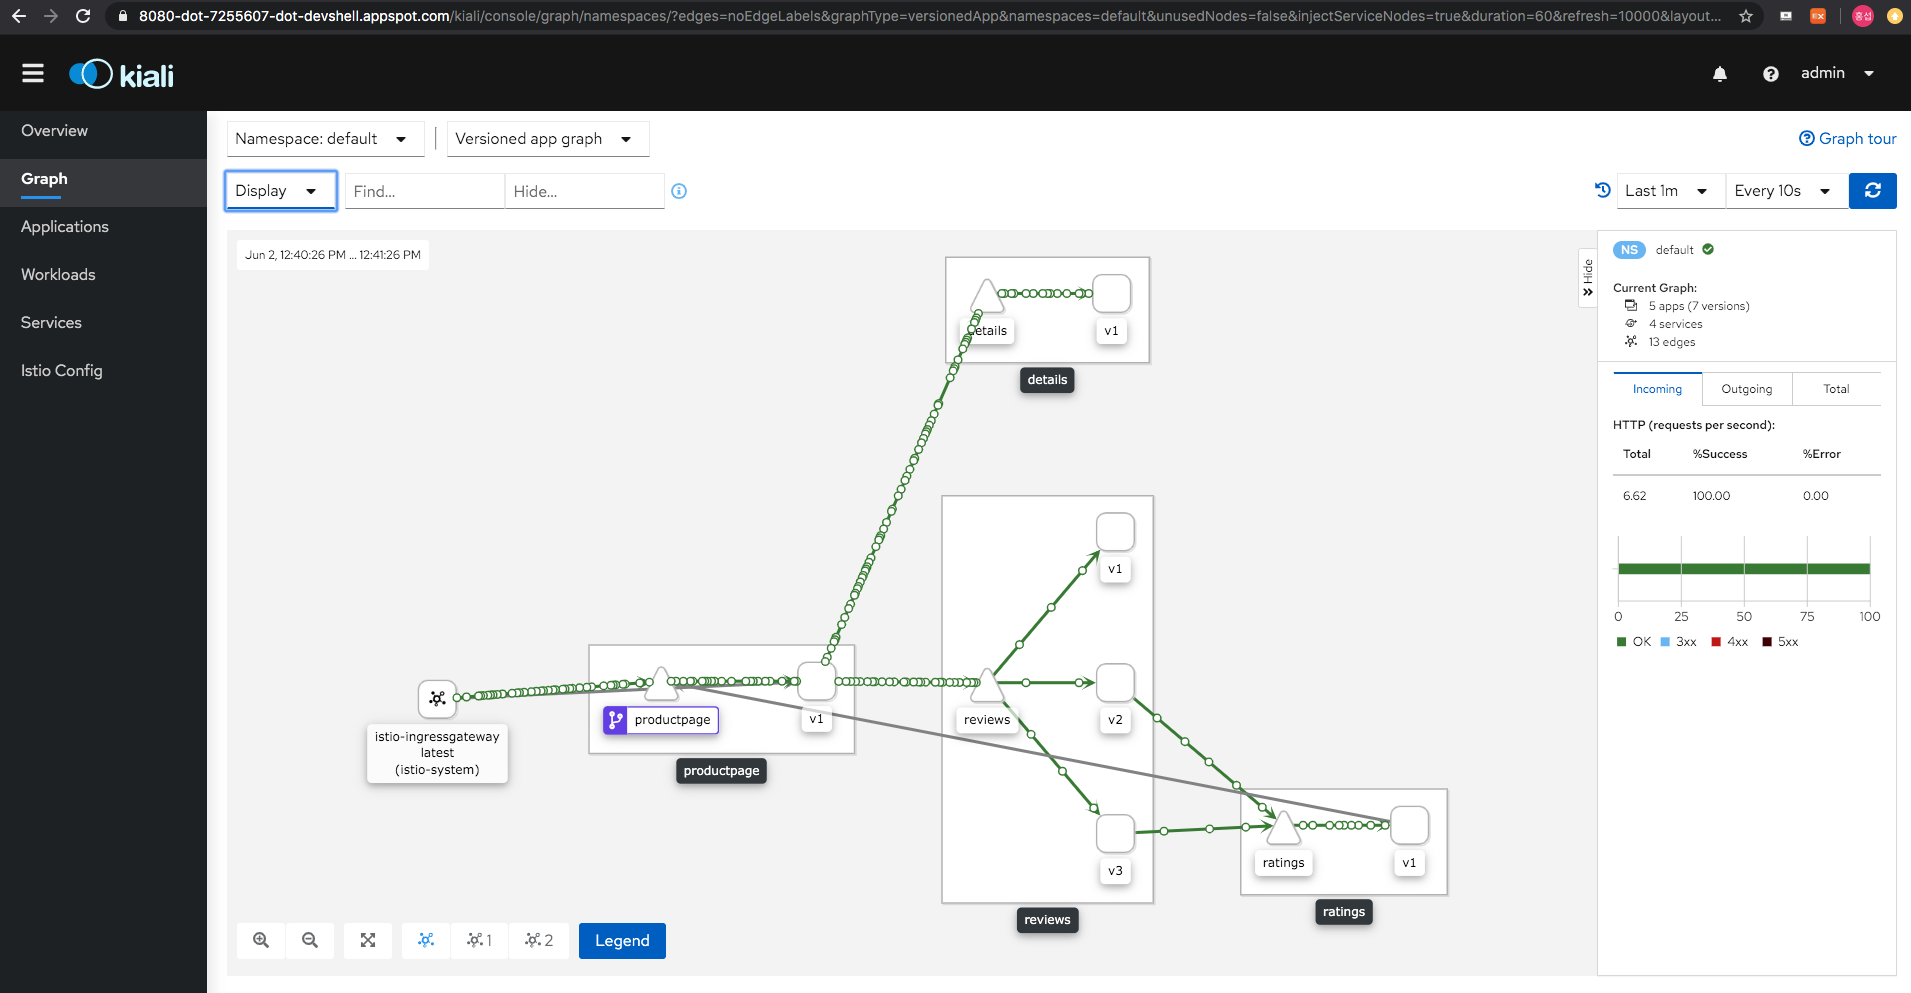 8080-dot-7255607-dot-devshell.appspot.com/kiali/console/graph/namespaces/?edges=noEdgeLabels&graphType=versionedApp&namespaces=default&unusedNodes=false&injectServiceNodes=true&duration=60&refresh=10000&layout...
홍섭
kiali
admin
Overview
Graph
Applications
Workloads
Services
Istio Config
Namespace: default
Versioned app graph
Graph tour
Display
Find...
Hide...
Last 1m
Every 10s
Jun 2, 12:40:26 PM ... 12:41:26 PM
details
v1
details
v1
istio-ingressgateway
latest
(istio-system)
productpage
v1
productpage
reviews
v2
v3
reviews
ratings
v1
ratings
1
2
Legend
Hide
NS default
Current Graph:
5 apps (7 versions)
4 services
13 edges
Incoming Outgoing Total
HTTP (requests per second):
Total %Success %Error
6.62 100.00 0.00
0 25 50 75 100
OK 3xx 4xx 5xx